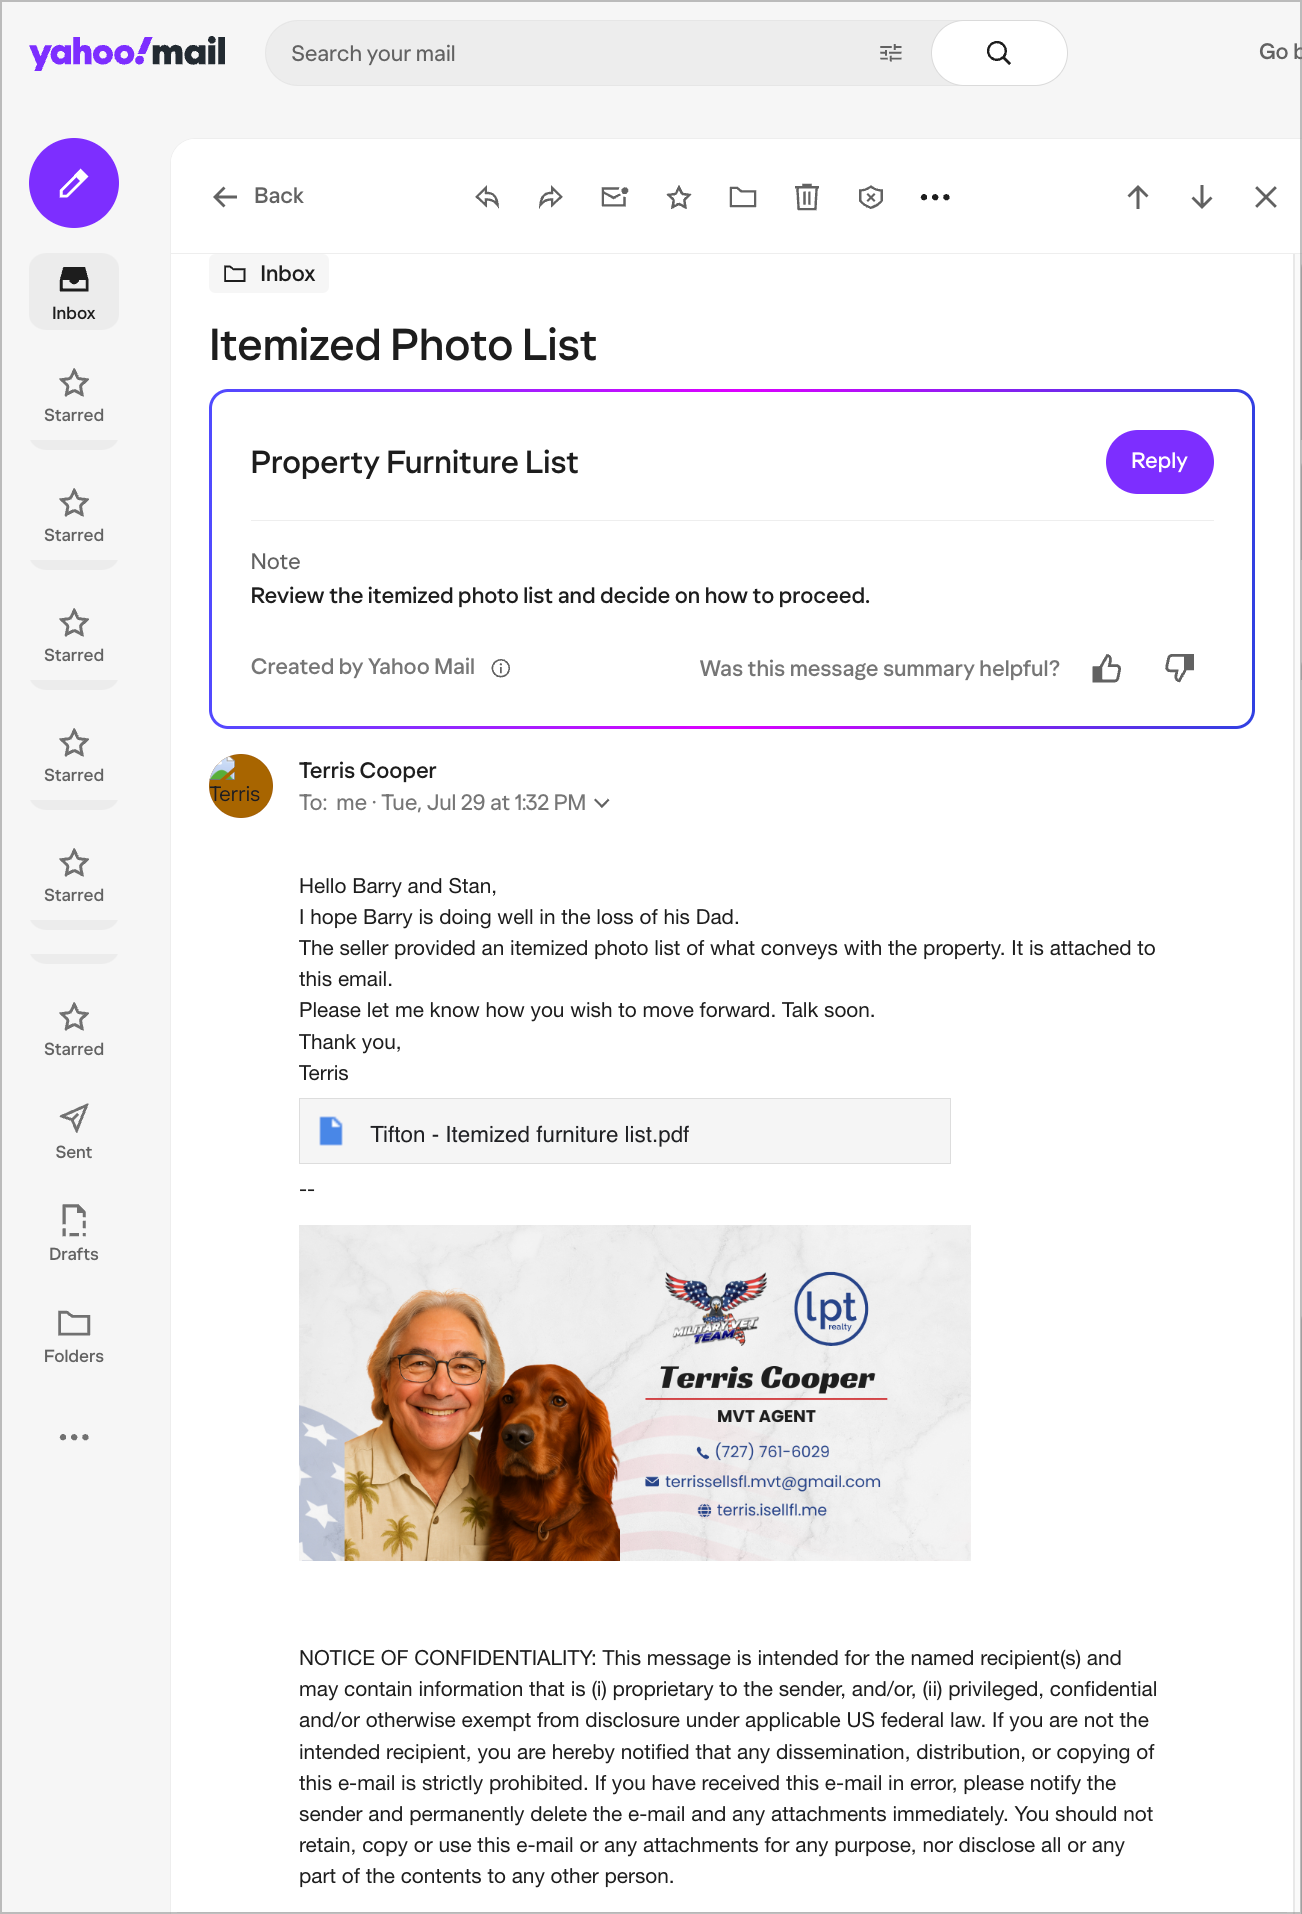 yahoo!mail
Search your mail
Go b
Back
Inbox
Inbox
Itemized Photo List
Starred
Property Furniture List
Reply
Starred
Note
Review the itemized photo list and decide on how to proceed.
Starred
Created by Yahoo Mail
Was this message summary helpful?
Starred
Terris Cooper
Terris
To: me · Tue, Jul 29 at 1:32 PM
Starred
Hello Barry and Stan,
I hope Barry is doing well in the loss of his Dad.
The seller provided an itemized photo list of what conveys with the property. It is attached to
this email.
Please let me know how you wish to move forward. Talk soon.
Thank you,
Terris
Starred
Tifton - Itemized furniture list.pdf
Sent
--
Drafts
Folders
MILITARY VET
TEAM
lpt
realty
Terris Cooper
MVT AGENT
(727) 761-6029
terrissellsfl.mvt@gmail.com
terris.isellfl.me
NOTICE OF CONFIDENTIALITY: This message is intended for the named recipient(s) and
may contain information that is (i) proprietary to the sender, and/or, (ii) privileged, confidential
and/or otherwise exempt from disclosure under applicable US federal law. If you are not the
intended recipient, you are hereby notified that any dissemination, distribution, or copying of
this e-mail is strictly prohibited. If you have received this e-mail in error, please notify the
sender and permanently delete the e-mail and any attachments immediately. You should not
retain, copy or use this e-mail or any attachments for any purpose, nor disclose all or any
part of the contents to any other person.